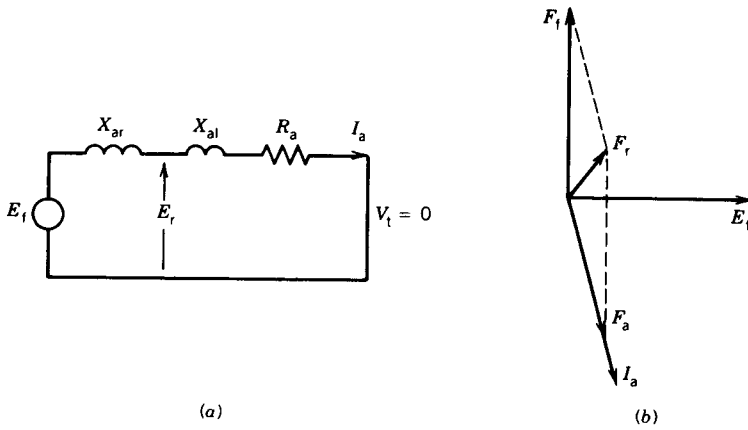 X_ar X_al R_a I_a
E_f E_r V_t = 0
(a)
F_f
F_r
E_f
F_a
I_a
(b)